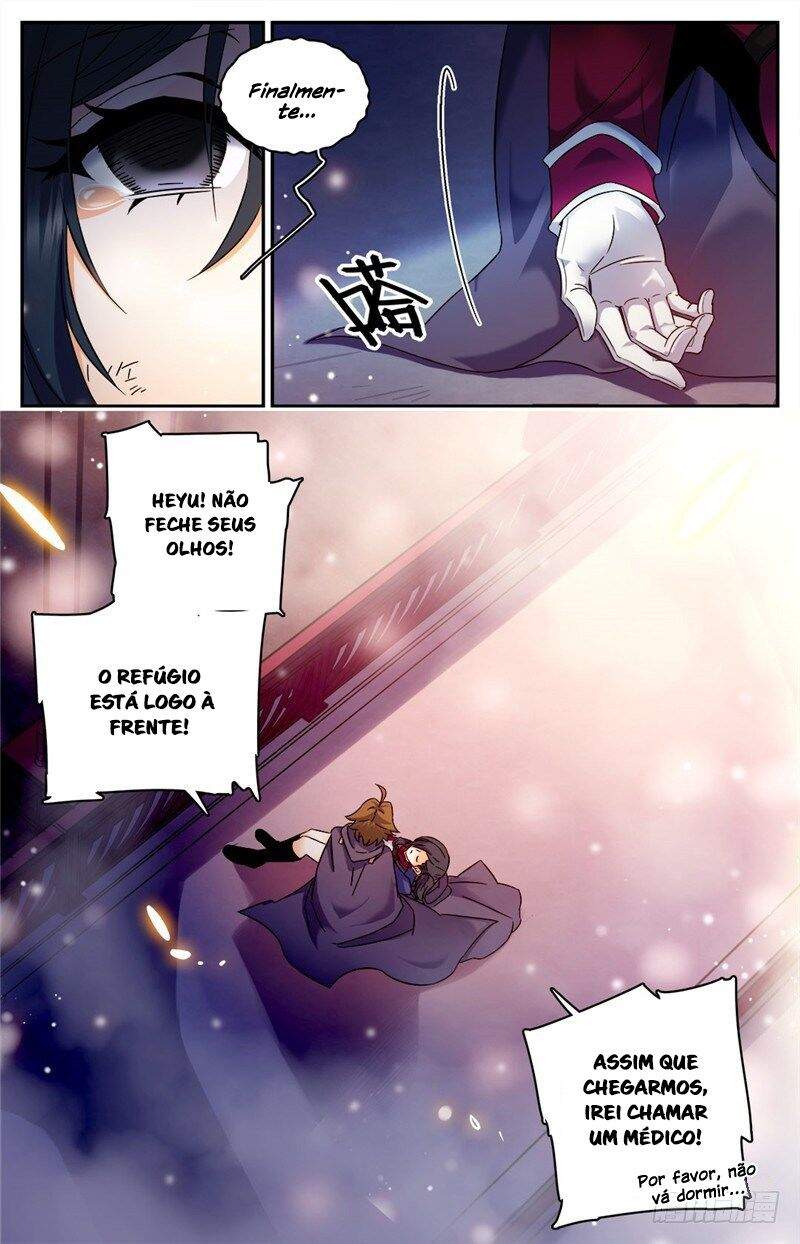 Finalmen-
te...
嗒
HEYU! NÃO
FECHE SEUS
OLHOS!
O REFÚGIO
ESTÁ LOGO À
FRENTE!
ASSIM QUE
CHEGARMOS,
IREI CHAMAR
UM MÉDICO!
Por favor, não
vá dormir...